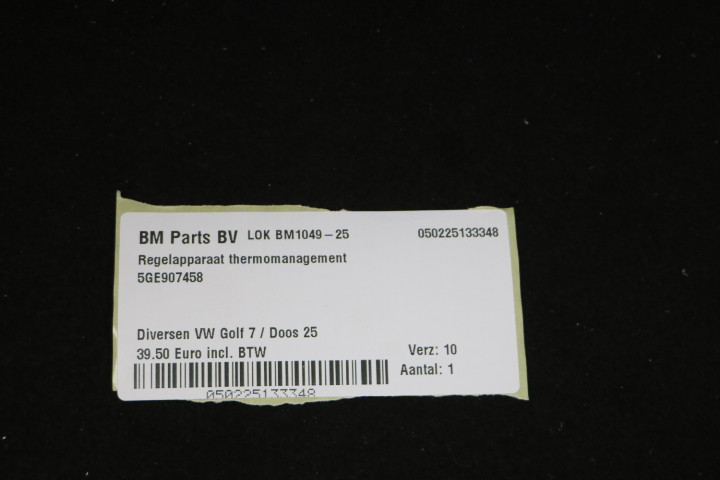 BM Parts BV LOK BM1049-25 050225133348
Regelapparaat thermomanagement
5GE907458
Diversen VW Golf 7 / Doos 25
39.50 Euro incl. BTW Verz: 10
Aantal: 1
050225133348